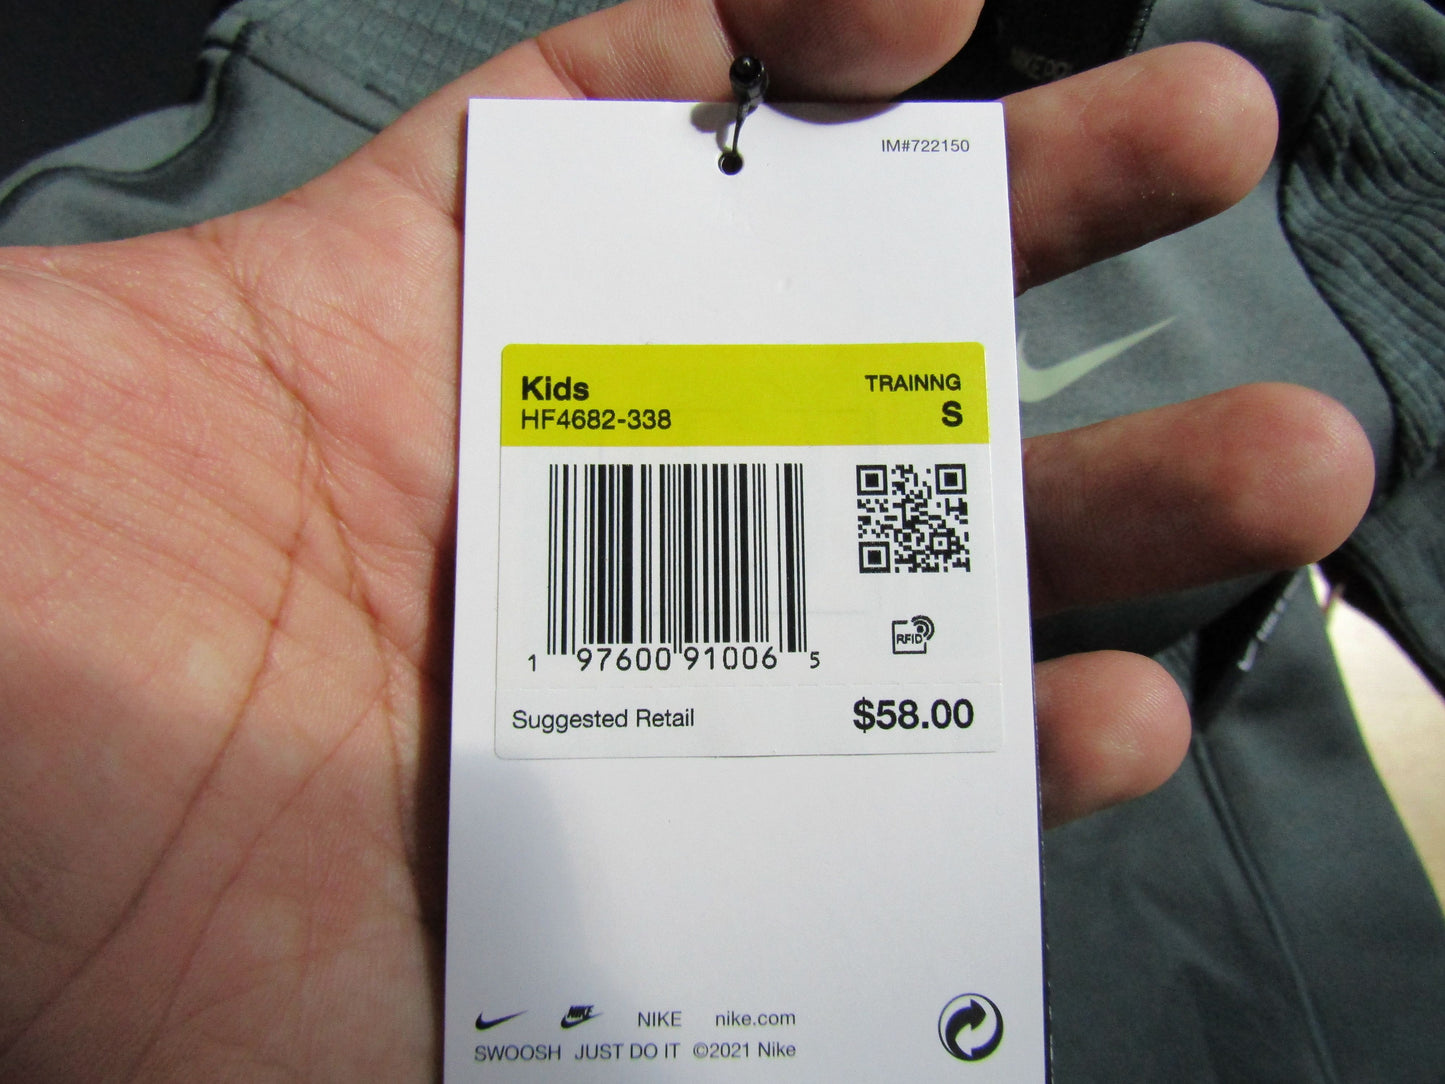 IM#722150
Kids
TRAINNG
HF4682-338
S
RFID
1 97600 91006 5
Suggested Retail
$58.00
NIKE NIKE nike.com
SWOOSH JUST DO IT ©2021 Nike